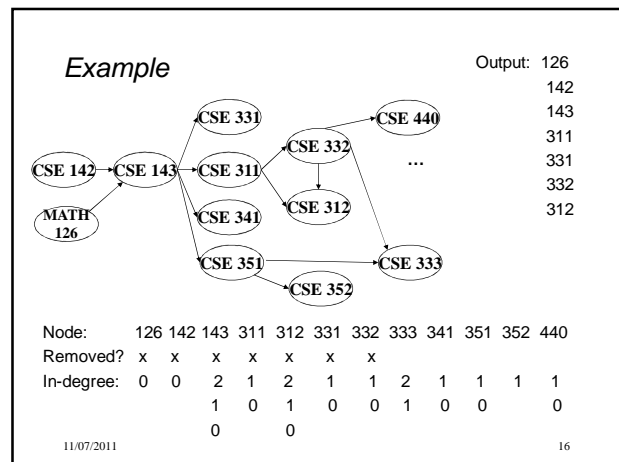 Example
Output: 126
142
143
311
331
332
312
CSE 331
CSE 440
CSE 332
...
CSE 142
CSE 143
CSE 311
MATH
126
CSE 341
CSE 312
CSE 351
CSE 333
CSE 352
Node: 126 142 143 311 312 331 332 333 341 351 352 440
Removed? x x x x x x x
In-degree: 0 0 2 1 2 1 1 2 1 1 1 1
1 0 1 0 0 1 0 0 0
0 0
11/07/2011
16